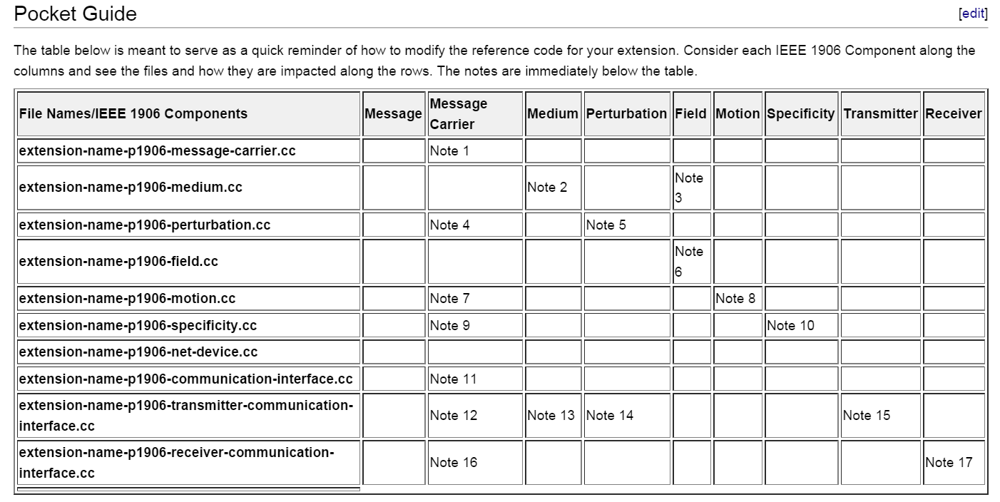 Pocket Guide [edit]
The table below is meant to serve as a quick reminder of how to modify the reference code for your extension. Consider each IEEE 1906 Component along the
columns and see the files and how they are impacted along the rows. The notes are immediately below the table.
File Names/IEEE 1906 Components Message Message Carrier Medium Perturbation Field Motion Specificity Transmitter Receiver
extension-name-p1906-message-carrier.cc Note 1
extension-name-p1906-medium.cc Note 2 Note 3
extension-name-p1906-perturbation.cc Note 4 Note 5
extension-name-p1906-field.cc Note 6
extension-name-p1906-motion.cc Note 7 Note 8
extension-name-p1906-specificity.cc Note 9 Note 10
extension-name-p1906-net-device.cc
extension-name-p1906-communication-interface.cc Note 11
extension-name-p1906-transmitter-communication-
interface.cc Note 12 Note 13 Note 14 Note 15
extension-name-p1906-receiver-communication-
interface.cc Note 16 Note 17